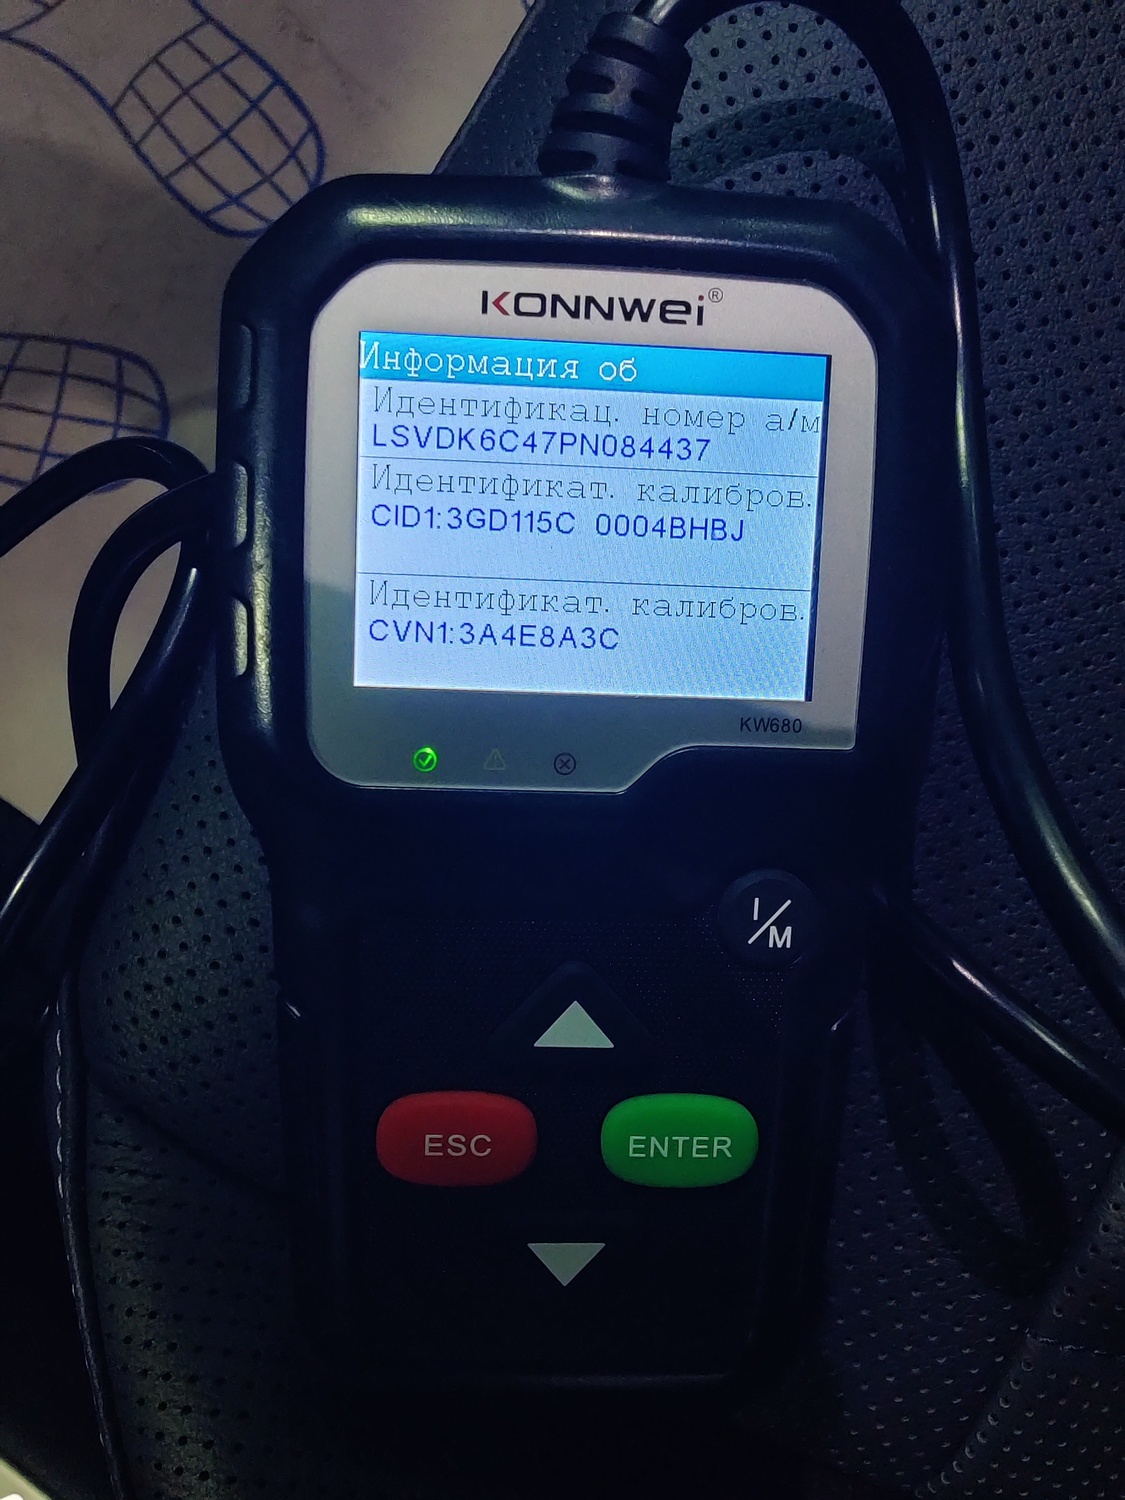 KONNWEI®
Информация об
Идентификац. номер а/м
LSVDK6C47PN084437
Идентификат. калибров.
CID1:3GD115C 0004BHBJ
Идентификат. калибров.
CVN1:3A4E8A3C
KW680
I/M
ESC
ENTER